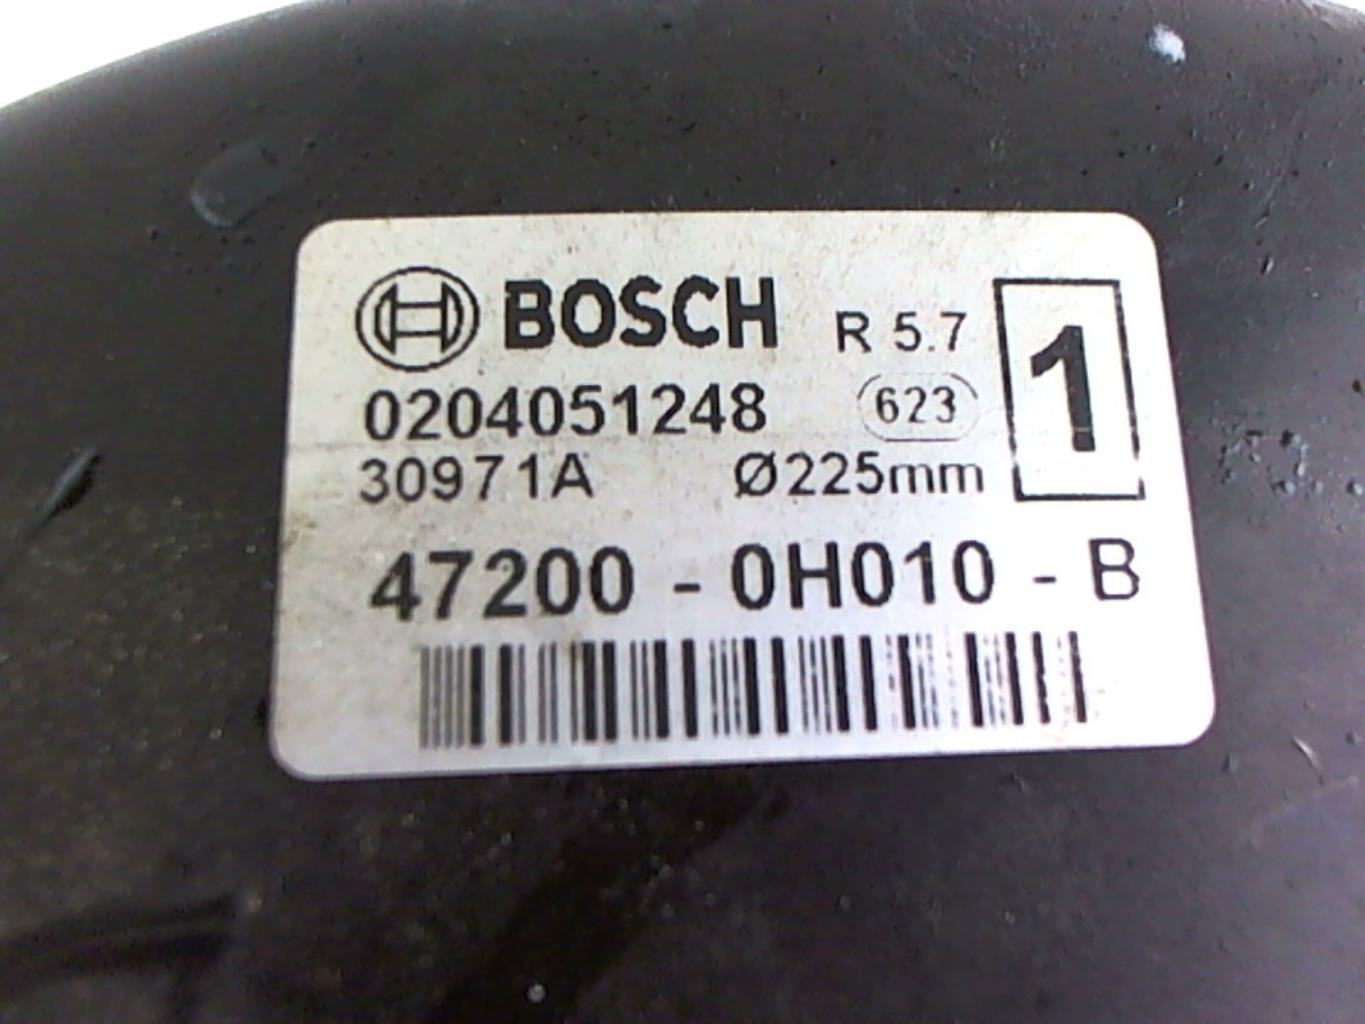 BOSCH R 5.7 1
0204051248 623
30971A Ø225mm
47200 - 0H010 - B